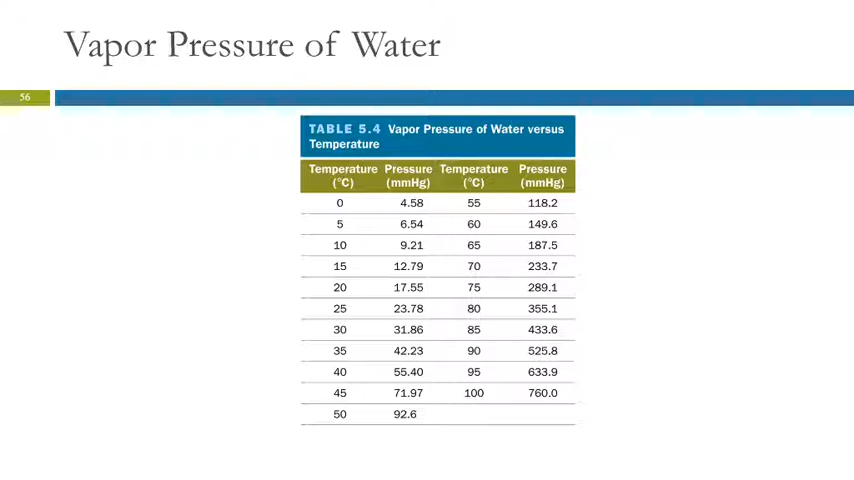 Vapor Pressure of Water
56
TABLE 5.4 Vapor Pressure of Water versus
Temperature
Temperature Pressure Temperature Pressure
(°C) (mmHg) (°C) (mmHg)
0 4.58 55 118.2
5 6.54 60 149.6
10 9.21 65 187.5
15 12.79 70 233.7
20 17.55 75 289.1
25 23.78 80 355.1
30 31.86 85 433.6
35 42.23 90 525.8
40 55.40 95 633.9
45 71.97 100 760.0
50 92.6